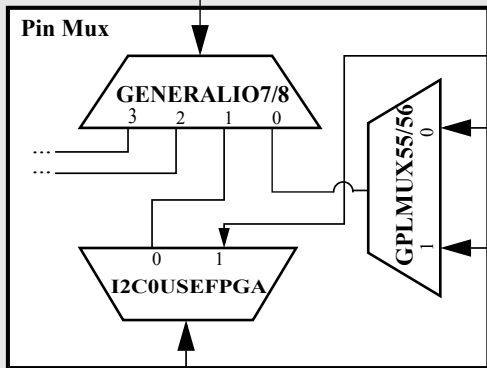 Pin Mux
GENERALIO7/8
3 2 1 0
...
...
GPLMUX55/56
0
1
0 1
I2C0USEFPGA